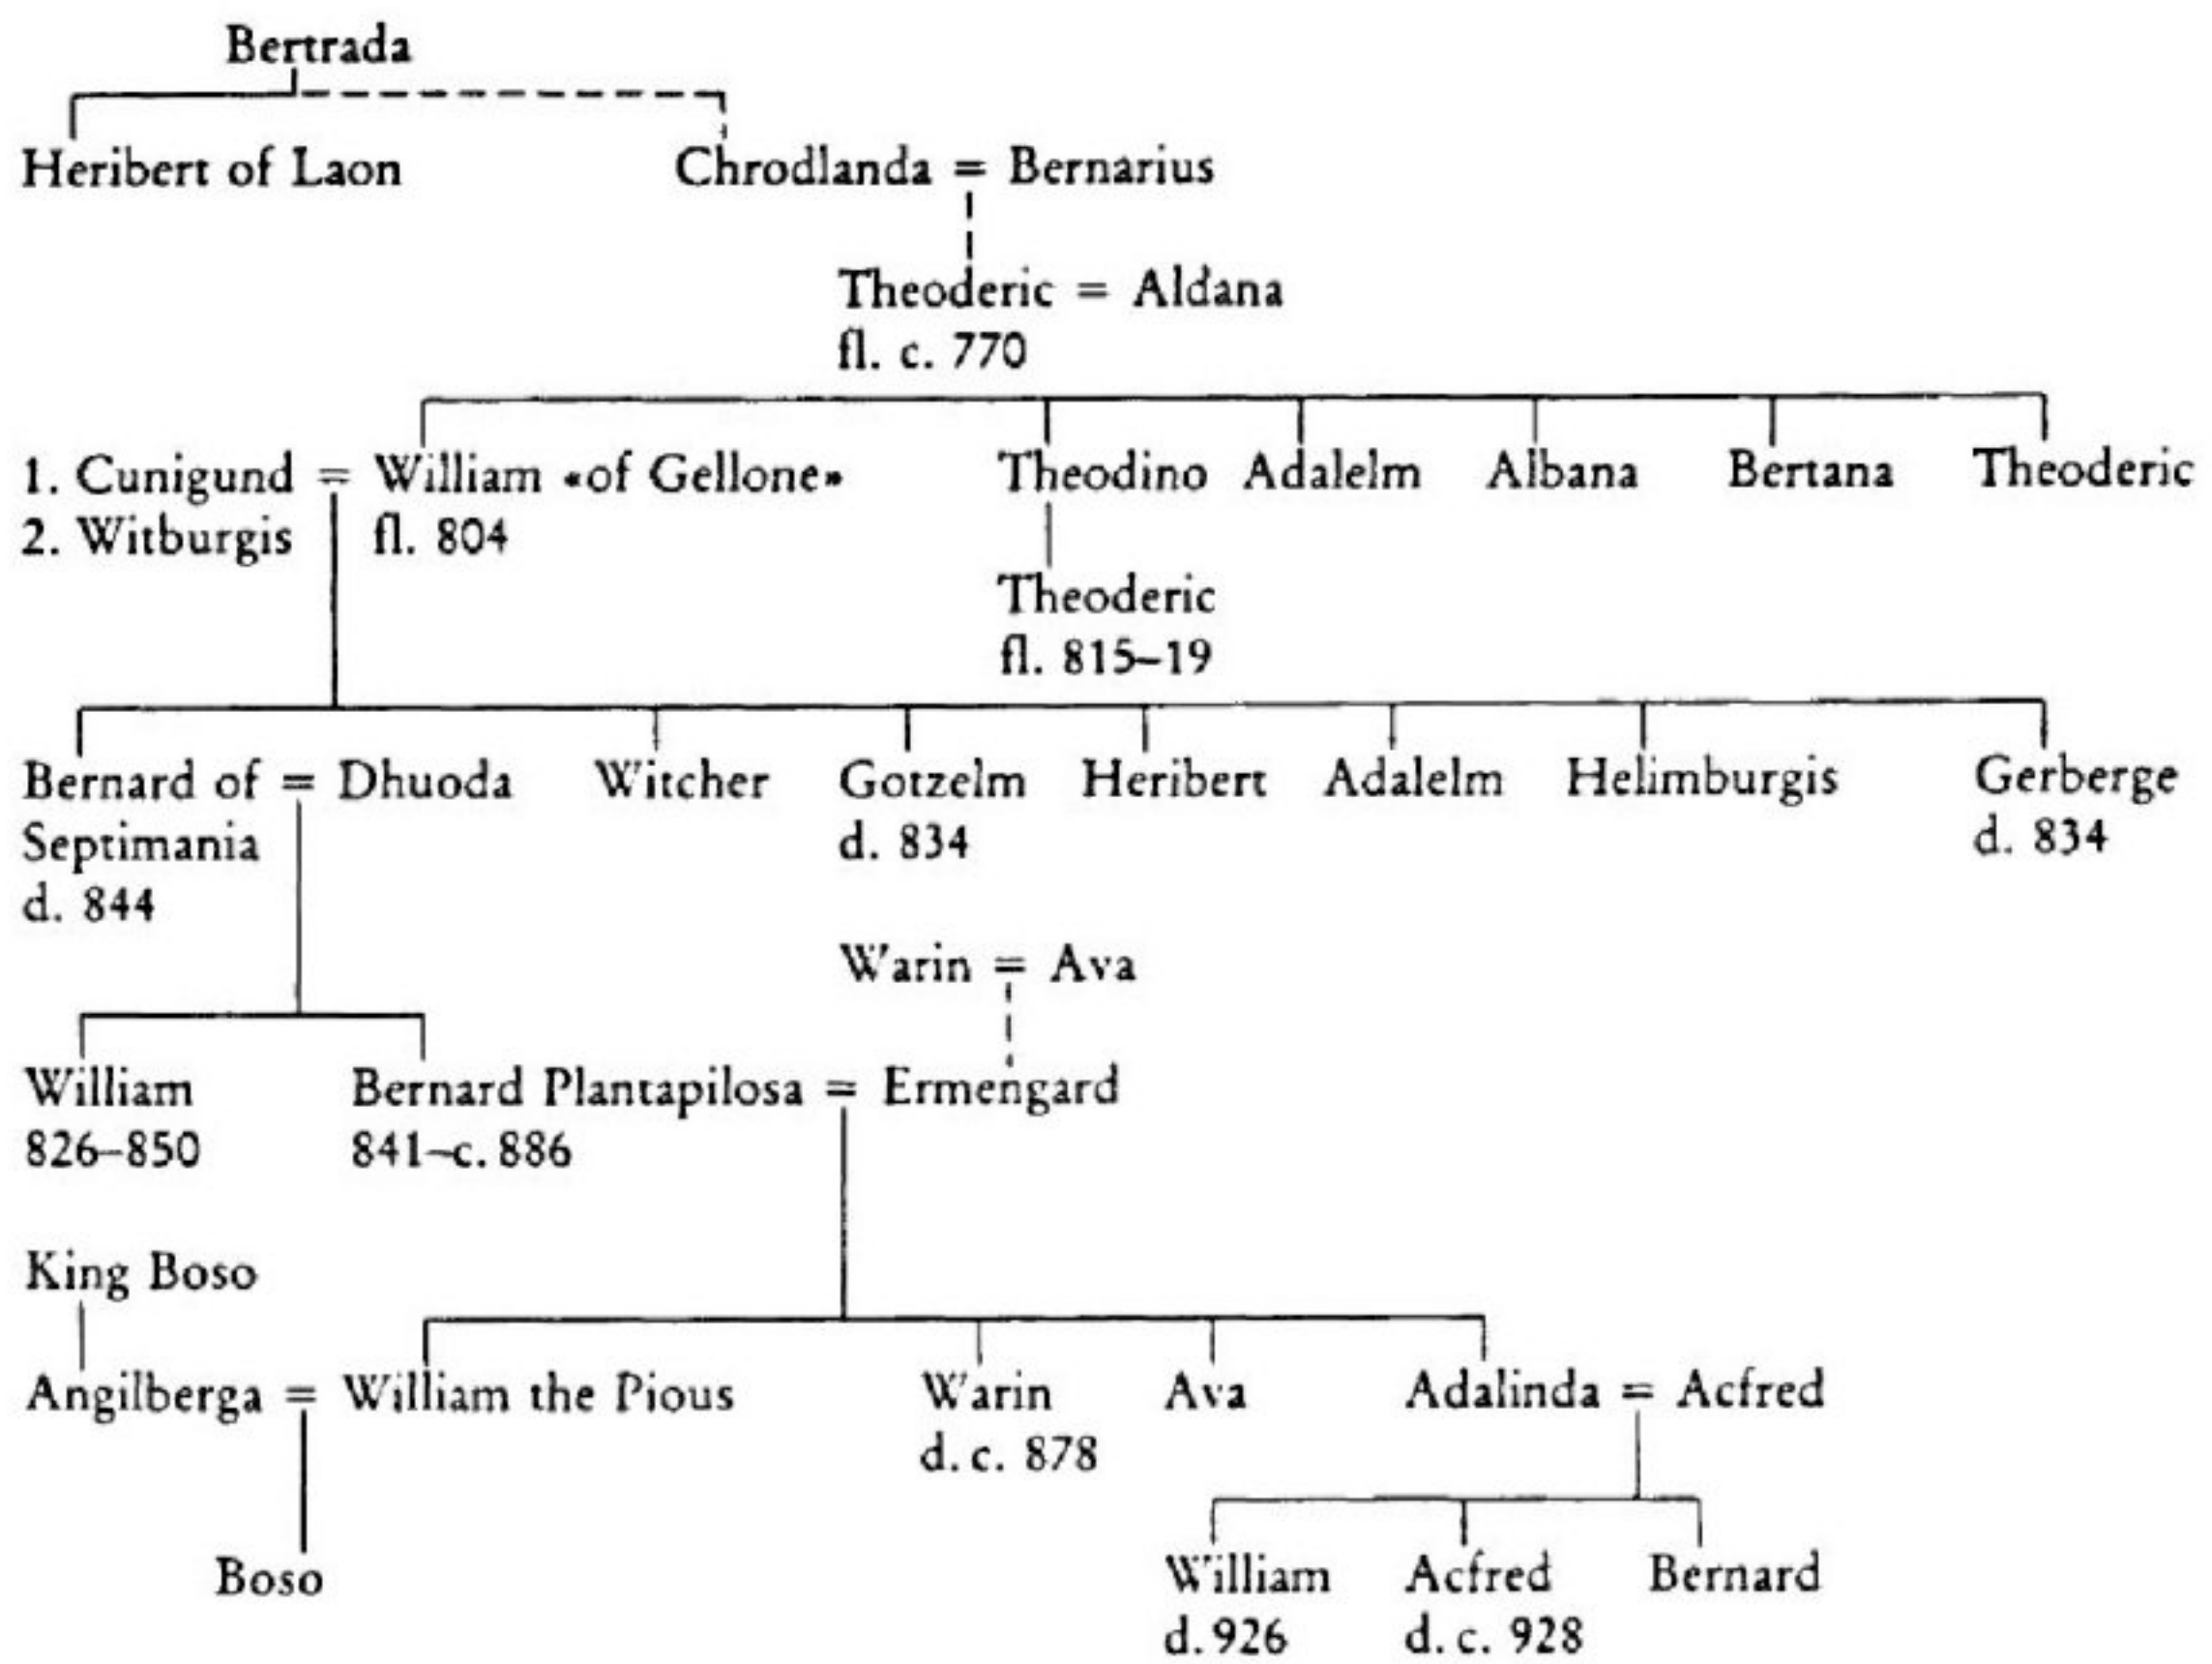 Bertrada
Heribert of Laon
Chrodlanda = Bernarius
Theoderic = Aldana
fl. c. 770
1. Cunigund = William «of Gellone»
2. Witburgis
fl. 804
Theodino
Adalelm
Albana
Bertana
Theoderic
Theoderic
fl. 815–19
Bernard of = Dhuoda
Septimania
d. 844
Witcher
Gotzelm
d. 834
Heribert
Adalelm
Helimburgis
Gerberge
d. 834
Warin = Ava
William
826–850
Bernard Plantapilosa = Ermengard
841–c. 886
King Boso
Angilberga = William the Pious
Warin
d. c. 878
Ava
Adalinda = Acfred
Boso
William
d. 926
Acfred
d. c. 928
Bernard